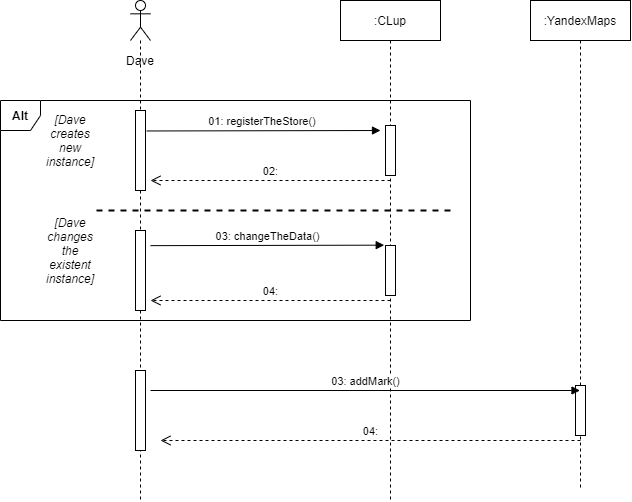 :CLup
:YandexMaps
Dave
Alt
[Dave
creates
new
instance]
01: registerTheStore()
02:
[Dave
changes
the
existent
instance]
03: changeTheData()
04:
03: addMark()
04: